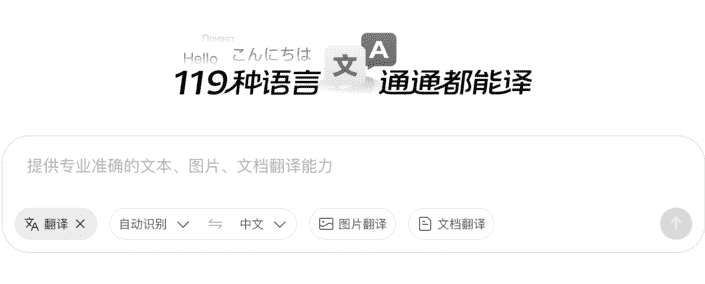 Привет
Hello こんにちは
文 A
119种语言 通通都能译
提供专业准确的文本、图片、文档翻译能力
文A 翻译 × 自动识别 ⇋ 中文 图片翻译 文档翻译